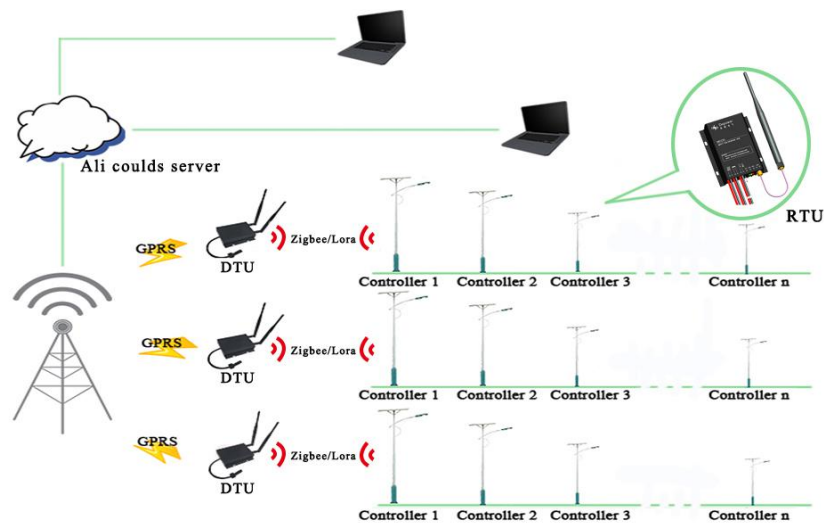 Ali coulds server
RTU
GPRS
DTU
Zigbee/Lora
Controller 1
Controller 2
Controller 3
Controller n
GPRS
DTU
Zigbee/Lora
Controller 1
Controller 2
Controller 3
Controller n
GPRS
DTU
Zigbee/Lora
Controller 1
Controller 2
Controller 3
Controller n